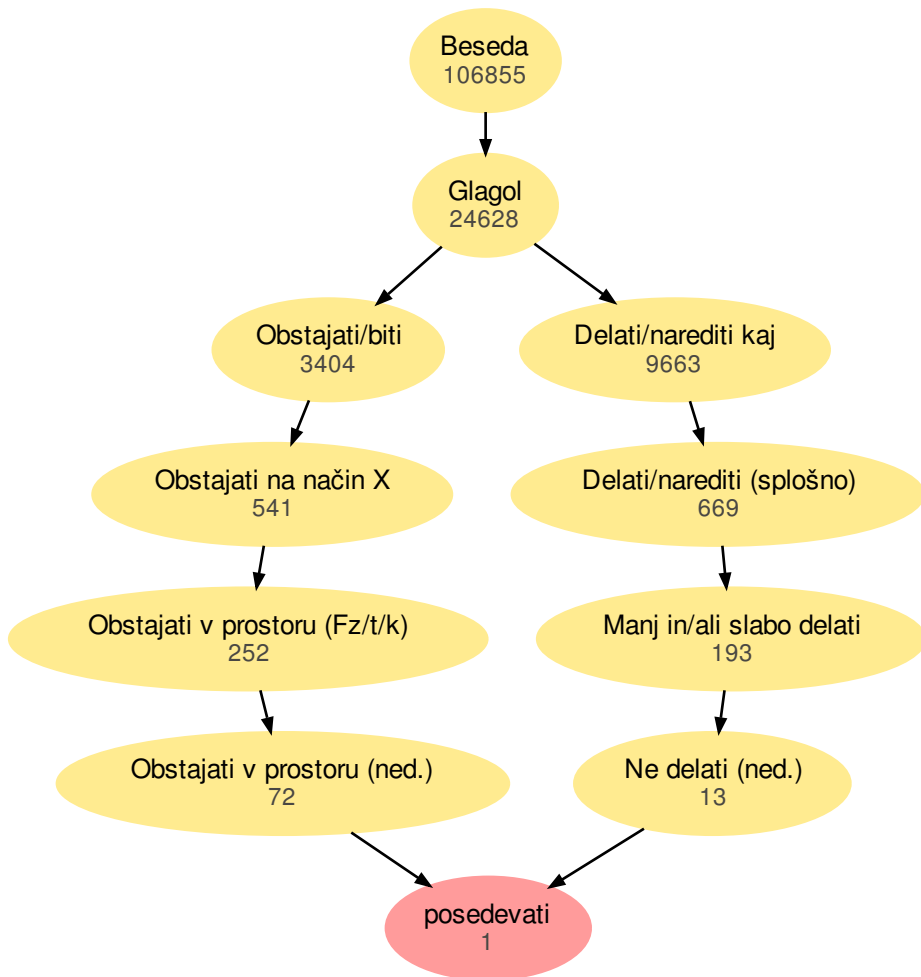 Beseda
106855
Glagol
24628
Obstajati/biti
3404
Delati/narediti kaj
9663
Obstajati na način X
541
Delati/narediti (splošno)
669
Obstajati v prostoru (Fz/t/k)
252
Manj in/ali slabo delati
193
Obstajati v prostoru (ned.)
72
Ne delati (ned.)
13
posedevati
1